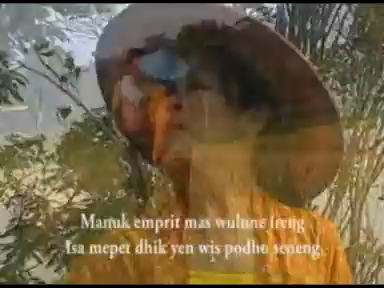 Manuk emprit mas wulune ireng
Isa mepet dhik yen wis podho seneng